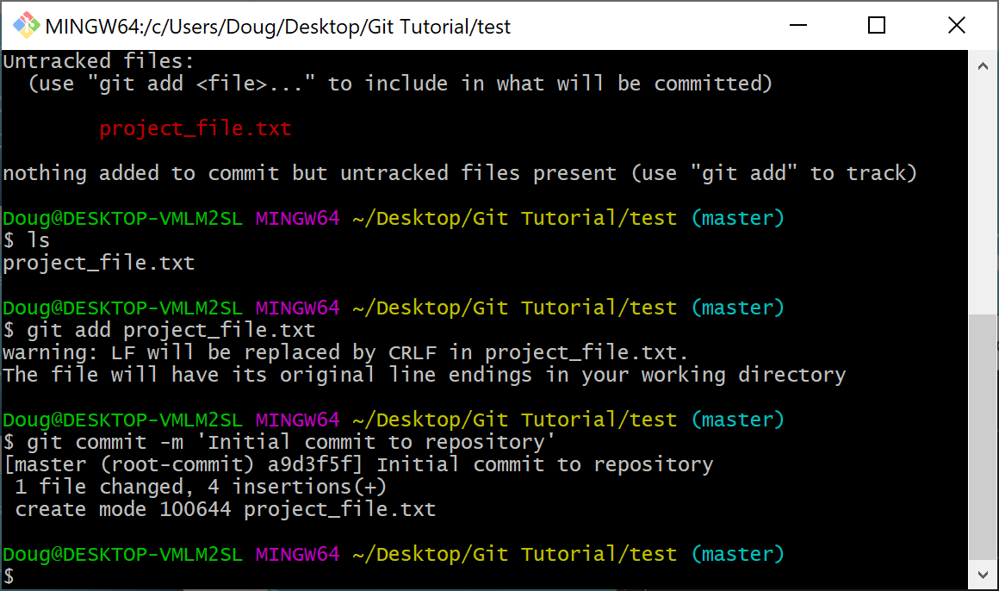 MINGW64:/c/Users/Doug/Desktop/Git Tutorial/test
Untracked files:
  (use "git add <file>..." to include in what will be committed)
        project_file.txt
nothing added to commit but untracked files present (use "git add" to track)
Doug@DESKTOP-VMLM2SL MINGW64 ~/Desktop/Git Tutorial/test (master)
$ ls
project_file.txt
Doug@DESKTOP-VMLM2SL MINGW64 ~/Desktop/Git Tutorial/test (master)
$ git add project_file.txt
warning: LF will be replaced by CRLF in project_file.txt.
The file will have its original line endings in your working directory
Doug@DESKTOP-VMLM2SL MINGW64 ~/Desktop/Git Tutorial/test (master)
$ git commit -m 'Initial commit to repository'
[master (root-commit) a9d3f5f] Initial commit to repository
 1 file changed, 4 insertions(+)
 create mode 100644 project_file.txt
Doug@DESKTOP-VMLM2SL MINGW64 ~/Desktop/Git Tutorial/test (master)
$